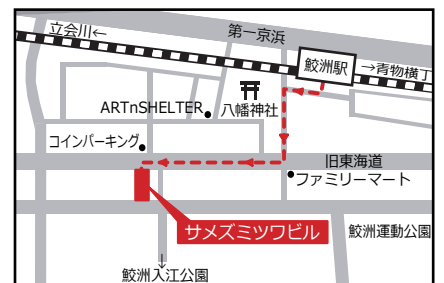 立会川←
第一京浜
鮫洲駅
→青物横丁
ARTnSHELTER
八幡神社
コインパーキング
旧東海道
ファミリーマート
サメズミツワビル
鮫洲運動公園
↓
鮫洲入江公園